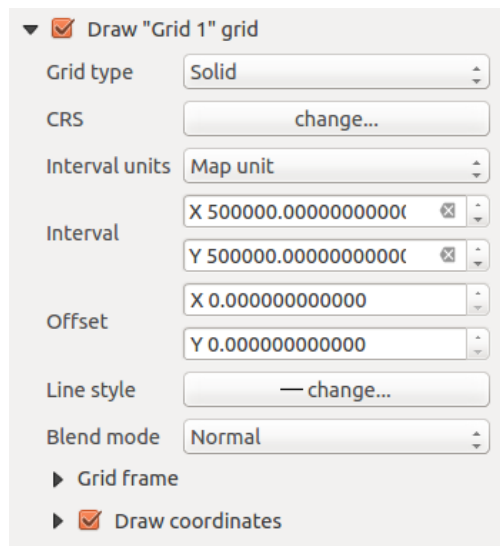 Draw "Grid 1" grid
Grid type Solid
CRS change...
Interval units Map unit
Interval
X 500000.0000000000(
Y 500000.0000000000(
Offset
X 0.000000000000
Y 0.000000000000
Line style change...
Blend mode Normal
Grid frame
Draw coordinates